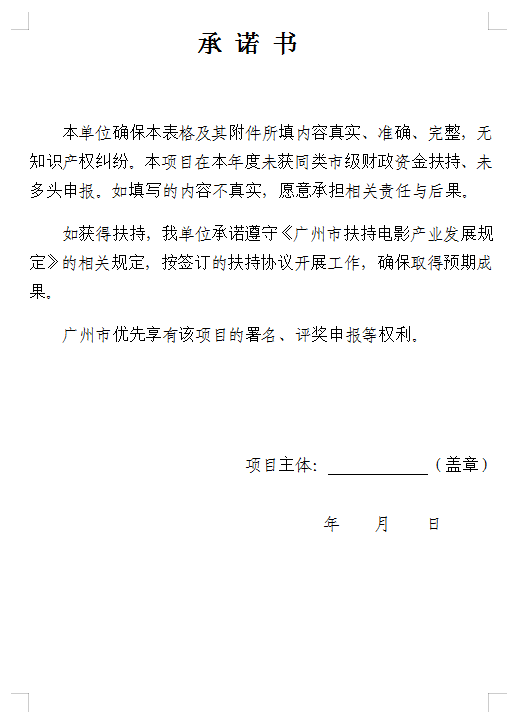 承 诺 书
本单位确保本表格及其附件所填内容真实、准确、完整，无
知识产权纠纷。本项目在本年度未获同类市级财政资金扶持、未
多头申报。如填写的内容不真实，愿意承担相关责任与后果。
如获得扶持，我单位承诺遵守《广州市扶持电影产业发展规
定》的相关规定，按签订的扶持协议开展工作，确保取得预期成
果。
广州市优先享有该项目的署名、评奖申报等权利。
项目主体：____________（盖章）
年 月 日